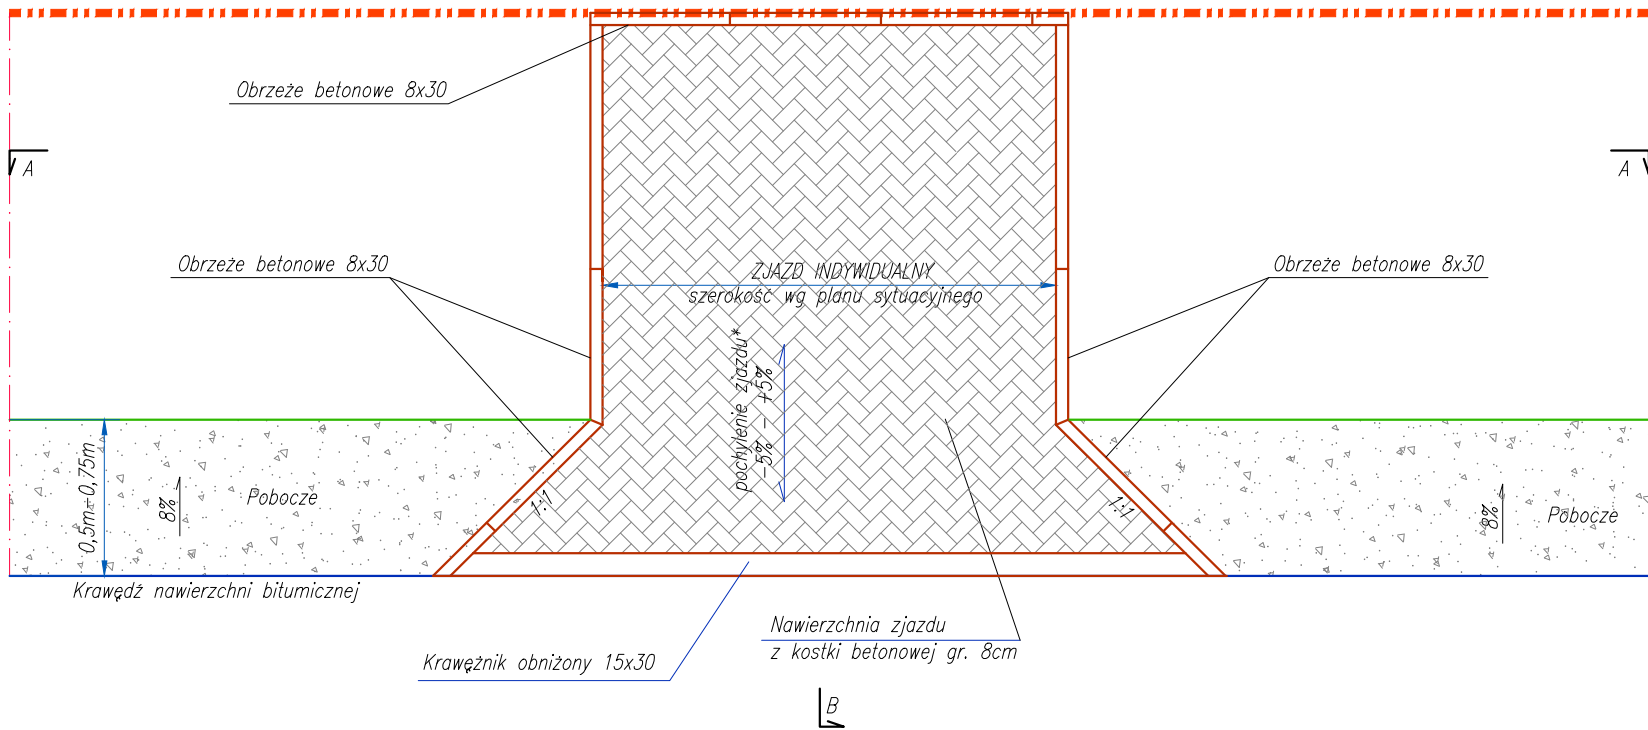 Obrzeże betonowe 8x30
A
A
Obrzeże betonowe 8x30
ZJAZD INDYWIDUALNY
szerokość wg planu sytuacyjnego
Obrzeże betonowe 8x30
pochylenie zjazdu*
-5% - +5%
0,5m÷0,75m
8%
Pobocze
1:1
1:1
8%
Pobocze
Krawędź nawierzchni bitumicznej
Nawierzchnia zjazdu
z kostki betonowej gr. 8cm
Krawężnik obniżony 15x30
B